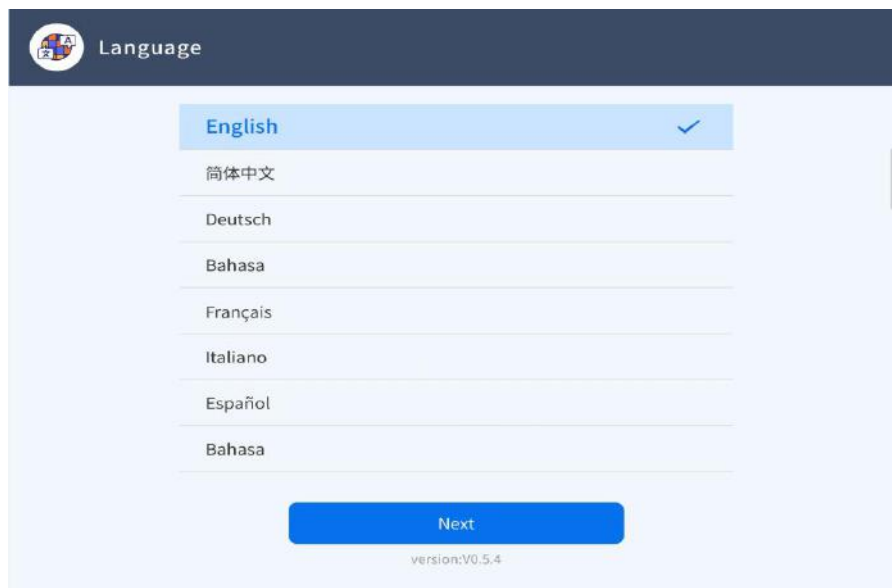 Language
English
简体中文
Deutsch
Bahasa
Français
Italiano
Español
Bahasa
Next
version:V0.5.4